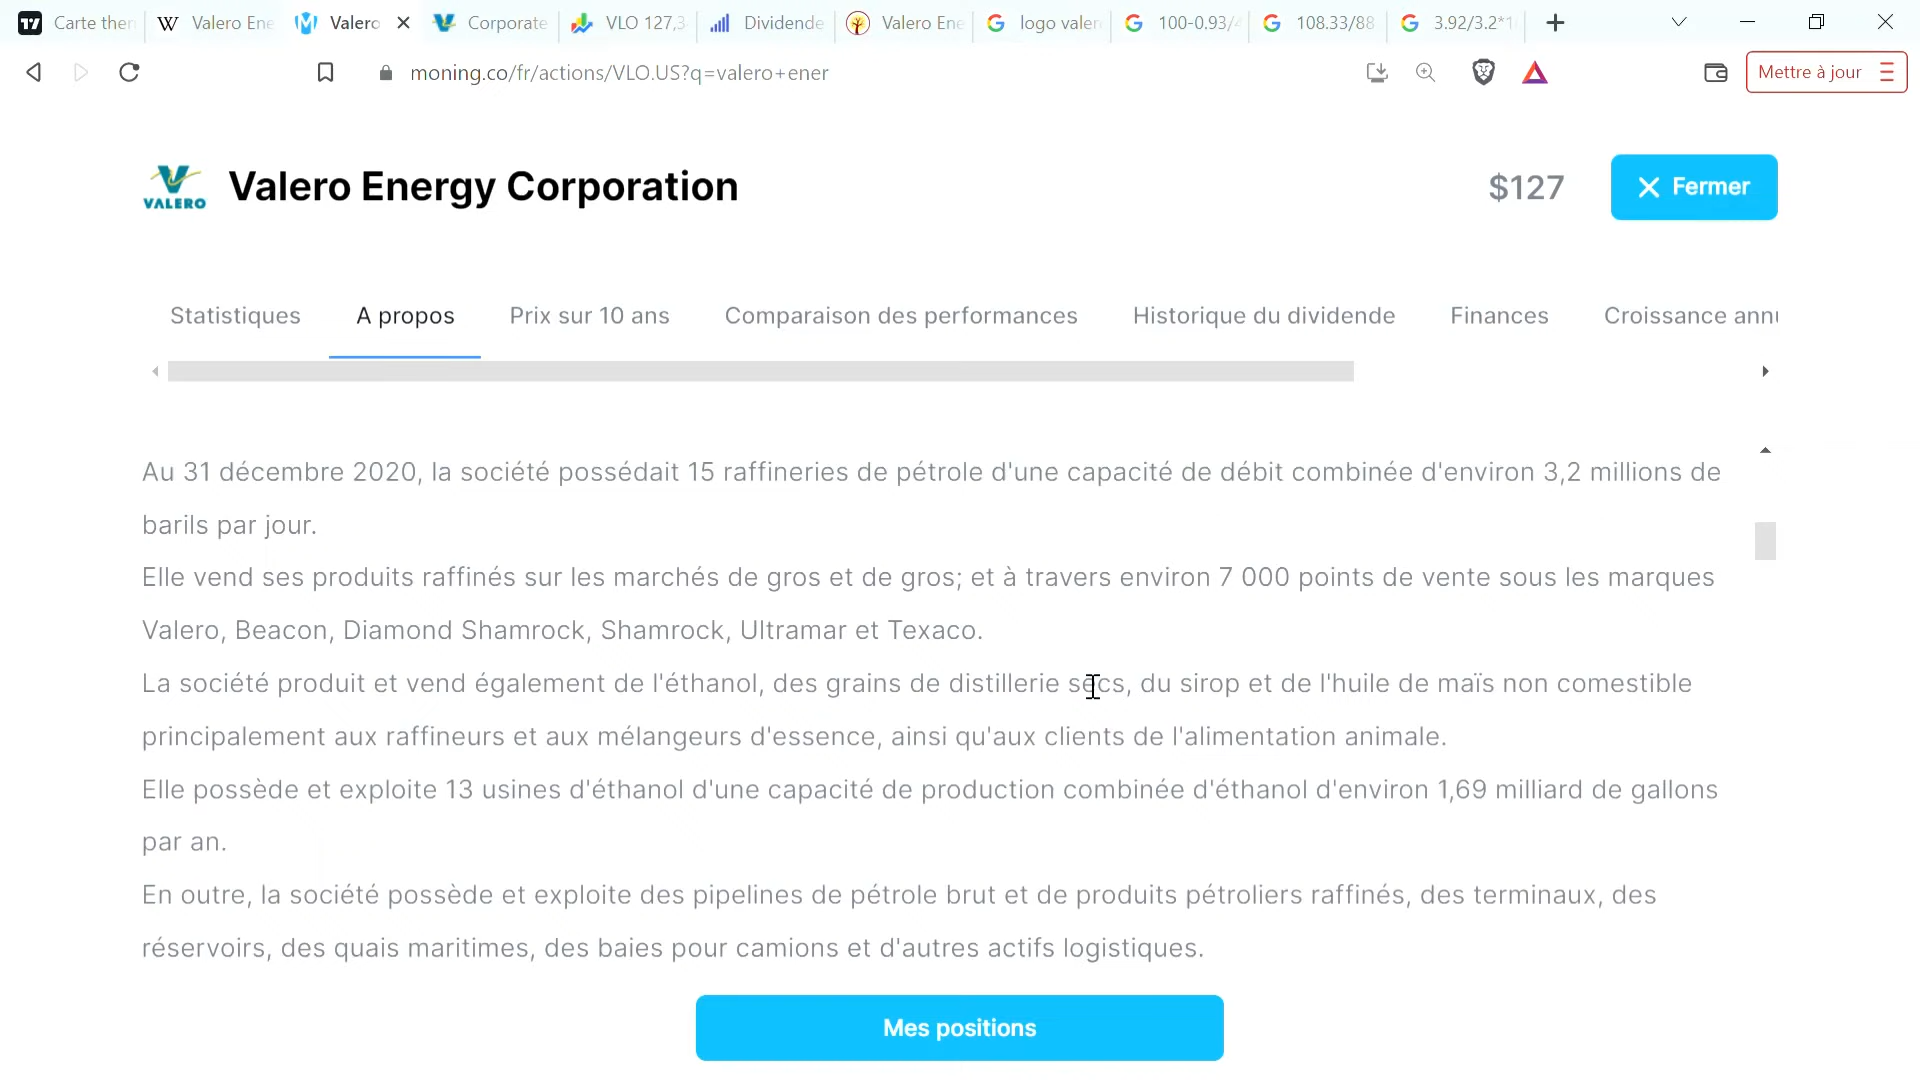 Carte then
Valero Ene
Valero
Corporate
VLO 127,3
Dividende
Valero Ene
logo valer
100-0.93/4
108.33/88
3.92/3.2*1
moning.co/fr/actions/VLO.US?q=valero+ener
Mettre à jour
VALERO
Valero Energy Corporation
$127
Fermer
Statistiques
A propos
Prix sur 10 ans
Comparaison des performances
Historique du dividende
Finances
Croissance annu
Au 31 décembre 2020, la société possédait 15 raffineries de pétrole d'une capacité de débit combinée d'environ 3,2 millions de
barils par jour.
Elle vend ses produits raffinés sur les marchés de gros et de gros; et à travers environ 7 000 points de vente sous les marques
Valero, Beacon, Diamond Shamrock, Shamrock, Ultramar et Texaco.
La société produit et vend également de l'éthanol, des grains de distillerie secs, du sirop et de l'huile de maïs non comestible
principalement aux raffineurs et aux mélangeurs d'essence, ainsi qu'aux clients de l'alimentation animale.
Elle possède et exploite 13 usines d'éthanol d'une capacité de production combinée d'éthanol d'environ 1,69 milliard de gallons
par an.
En outre, la société possède et exploite des pipelines de pétrole brut et de produits pétroliers raffinés, des terminaux, des
réservoirs, des quais maritimes, des baies pour camions et d'autres actifs logistiques.
Mes positions